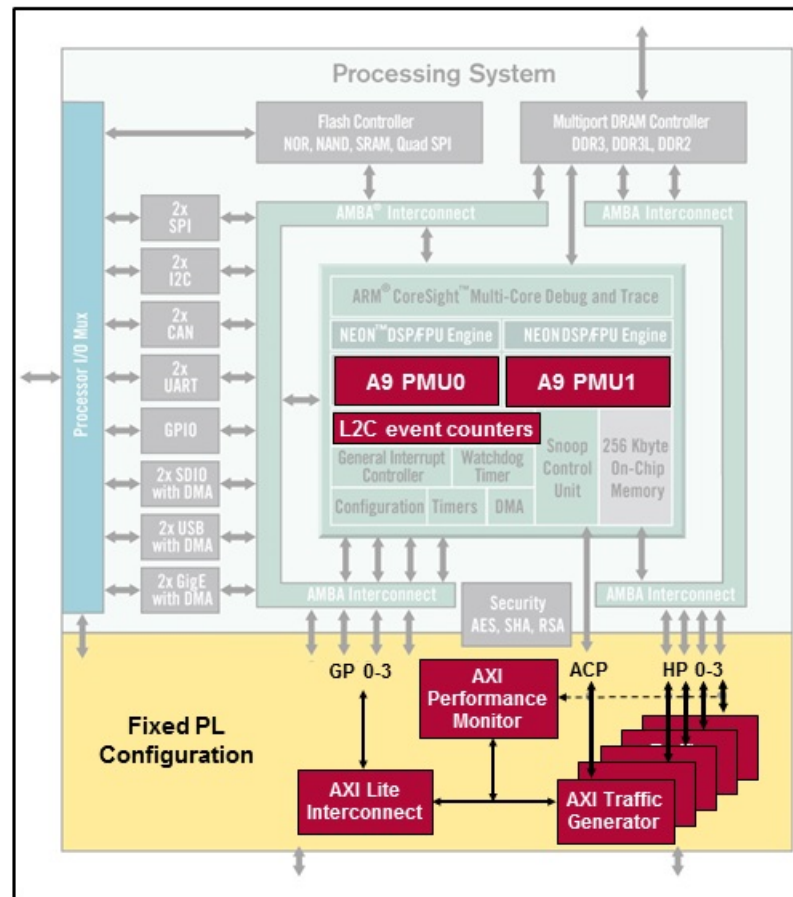 Processing System
Flash Controller
NOR, NAND, SRAM, Quad SPI
Multiport DRAM Controller
DDR3, DDR3L, DDR2
Processor I/O Mux
2x
SPI
2x
I2C
2x
CAN
2x
UART
GPIO
2x SDIO
with DMA
2x USB
with DMA
2x GigE
with DMA
AMBA® Interconnect
AMBA Interconnect
ARM® CoreSight™ Multi-Core Debug and Trace
NEON™ DSP/FPU Engine
NEON DSP/FPU Engine
A9 PMU0
A9 PMU1
L2C event counters
General Interrupt
Controller
Watchdog
Timer
Configuration
Timers
DMA
Snoop
Control
Unit
256 Kbyte
On-Chip
Memory
AMBA Interconnect
Security
AES, SHA, RSA
AMBA Interconnect
GP 0-3
ACP
HP 0-3
Fixed PL
Configuration
AXI
Performance
Monitor
AXI Lite
Interconnect
AXI Traffic
Generator